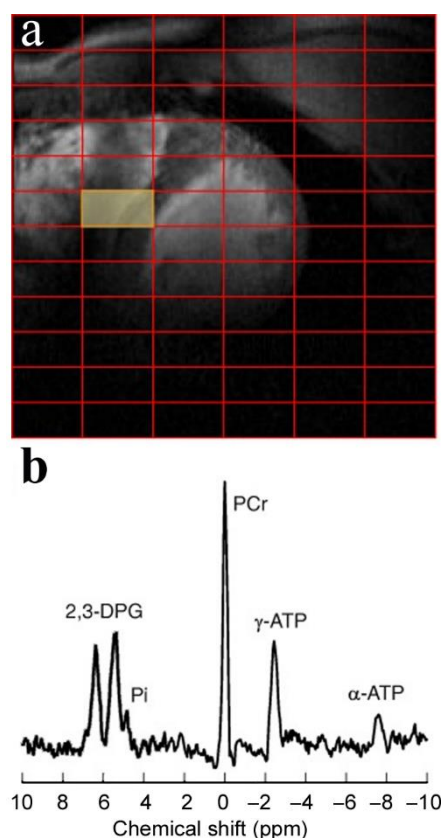 a
b
PCr
2,3-DPG
γ-ATP
Pi
α-ATP
10 8 6 4 2 0 −2 −4 −6 −8 −10
Chemical shift (ppm)